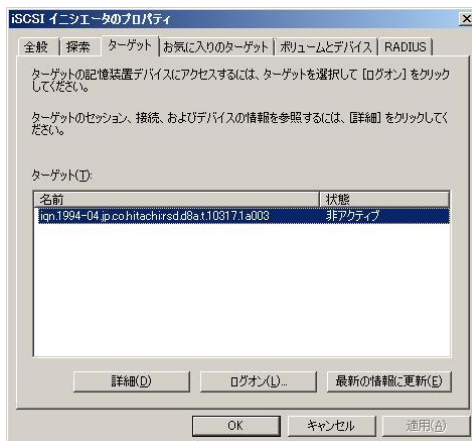 iSCSI イニシエータのプロパティ
全般 探索 ターゲット お気に入りのターゲット ボリュームとデバイス RADIUS
ターゲットの記憶装置デバイスにアクセスするには、ターゲットを選択して [ログオン] をクリック
してください。
ターゲットのセッション、接続、およびデバイスの情報を参照するには、[詳細] をクリックしてく
ださい。
ターゲット(T):
名前 状態
iqn.1994-04.jp.co.hitachi:rsd.d8a.t.10317.1a003 非アクティブ
詳細(D) ログオン(L)... 最新の情報に更新(E)
OK キャンセル 適用(A)